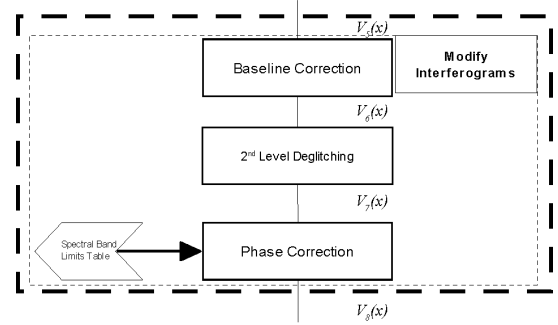 V5(x)
Modify
Interferograms
Baseline Correction
V6(x)
2nd Level Deglitching
V7(x)
Spectral Band
Limits Table
Phase Correction
V8(x)